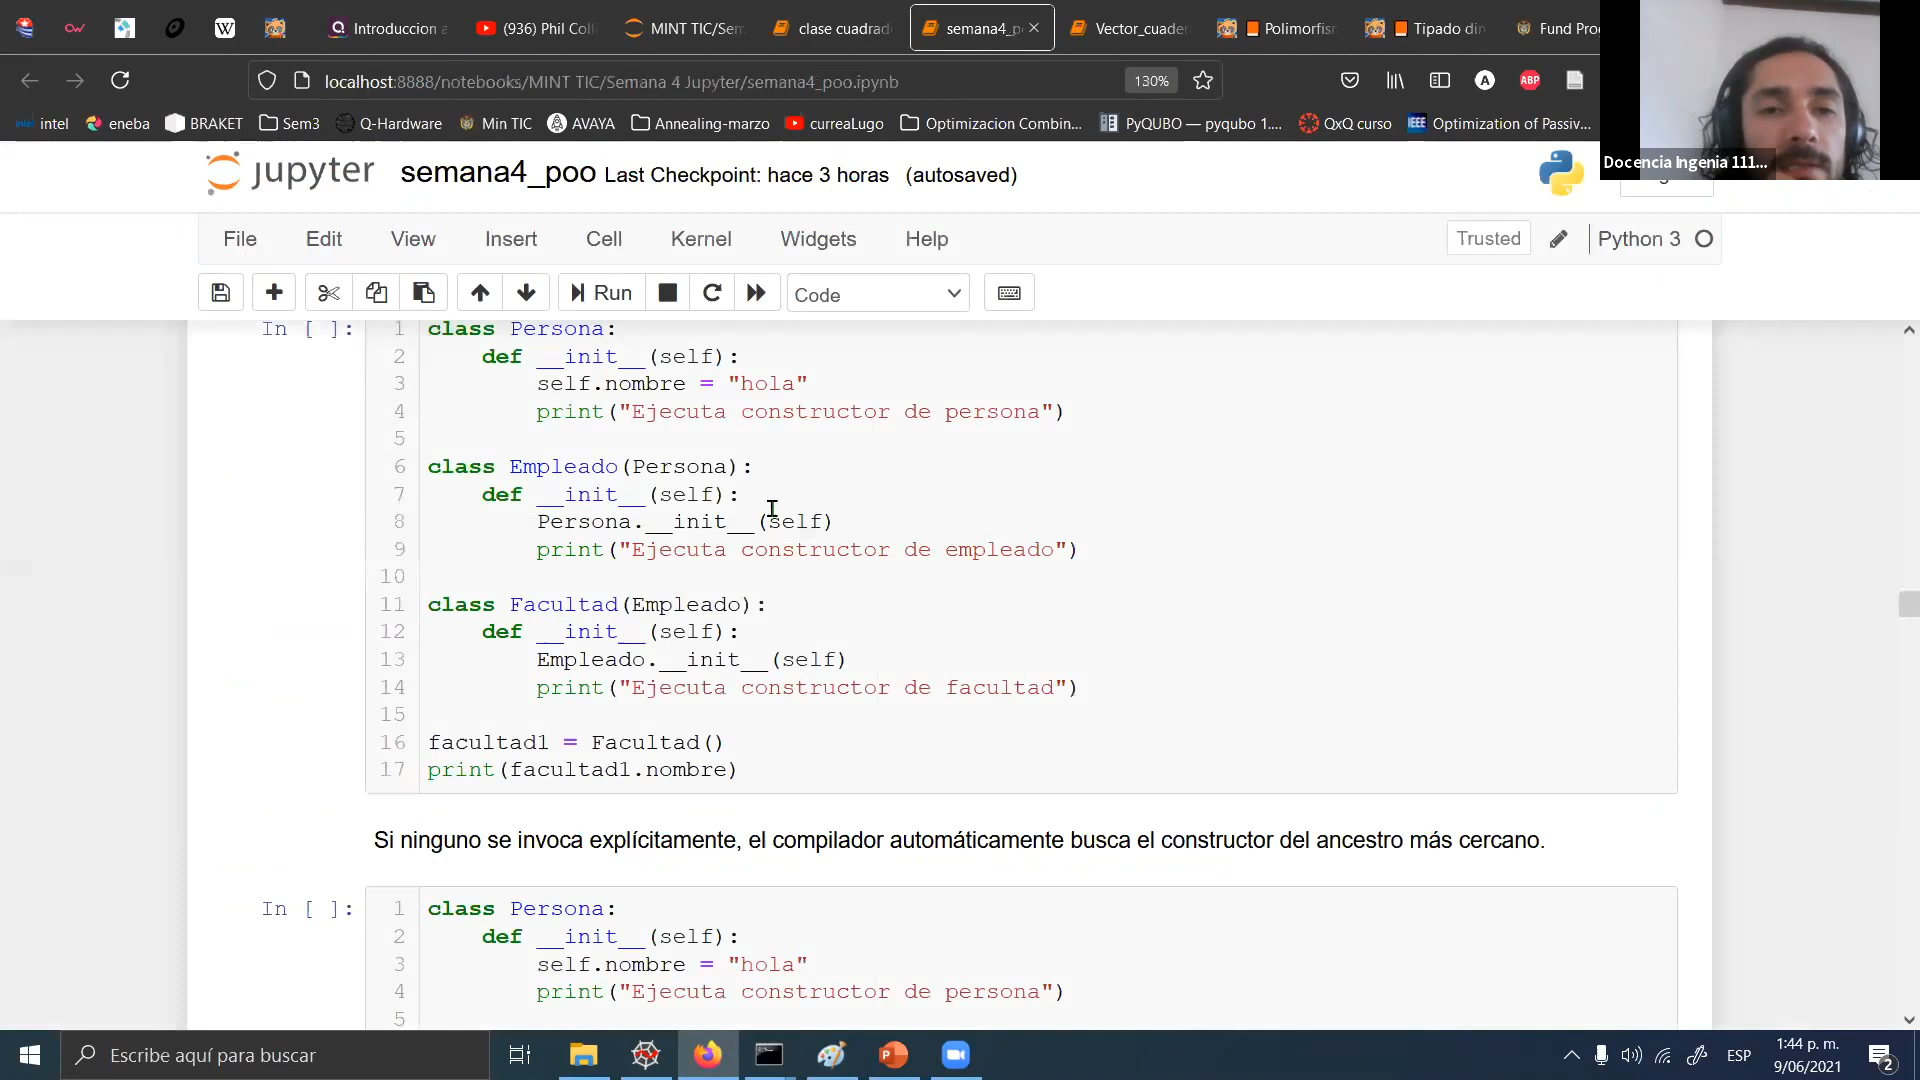 Introduccion a
(936) Phil Coll
MINT TIC/Sem
clase cuadrad
semana4_p
Vector_cuade
Polimorfis
Tipado din
Fund Pro
localhost:8888/notebooks/MINT TIC/Semana 4 Jupyter/semana4_poo.ipynb
130%
ABP
intel
eneba
BRAKET
Sem3
Q-Hardware
Min TIC
AVAYA
Annealing-marzo
curreaLugo
Optimizacion Combin...
PyQUBO — pyqubo 1....
QxQ curso
IEEE
Optimization of Passiv...
Docencia Ingenia 111...
jupyter
semana4_poo Last Checkpoint: hace 3 horas (autosaved)
File Edit View Insert Cell Kernel Widgets Help
Trusted
Python 3
Run
Code
In [ ]:
1 class Persona:
2 def __init__(self):
3 self.nombre = "hola"
4 print("Ejecuta constructor de persona")
5
6 class Empleado(Persona):
7 def __init__(self):
8 Persona.__init__(self)
9 print("Ejecuta constructor de empleado")
10
11 class Facultad(Empleado):
12 def __init__(self):
13 Empleado.__init__(self)
14 print("Ejecuta constructor de facultad")
15
16 facultad1 = Facultad()
17 print(facultad1.nombre)
Si ninguno se invoca explícitamente, el compilador automáticamente busca el constructor del ancestro más cercano.
In [ ]:
1 class Persona:
2 def __init__(self):
3 self.nombre = "hola"
4 print("Ejecuta constructor de persona")
5
Escribe aquí para buscar
ESP
1:44 p. m.
9/06/2021
2